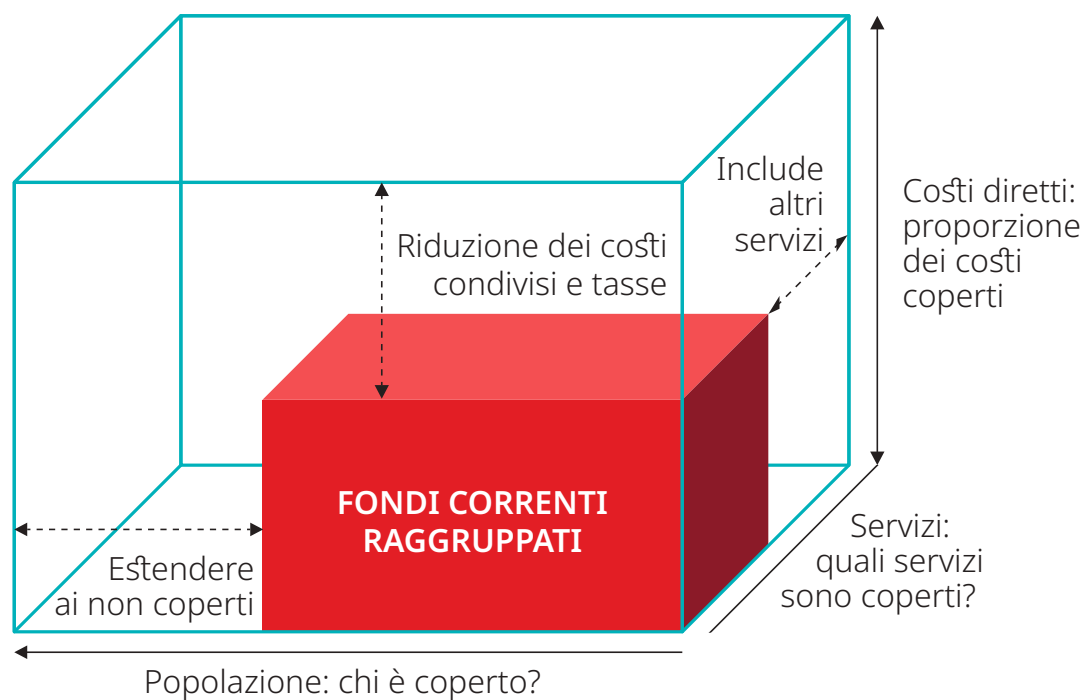 Include
altri
servizi
Costi diretti:
proporzione
dei costi
coperti
Riduzione dei costi
condivisi e tasse
FONDI CORRENTI
RAGGRUPPATI
Estendere
ai non coperti
Servizi:
quali servizi
sono coperti?
Popolazione: chi è coperto?